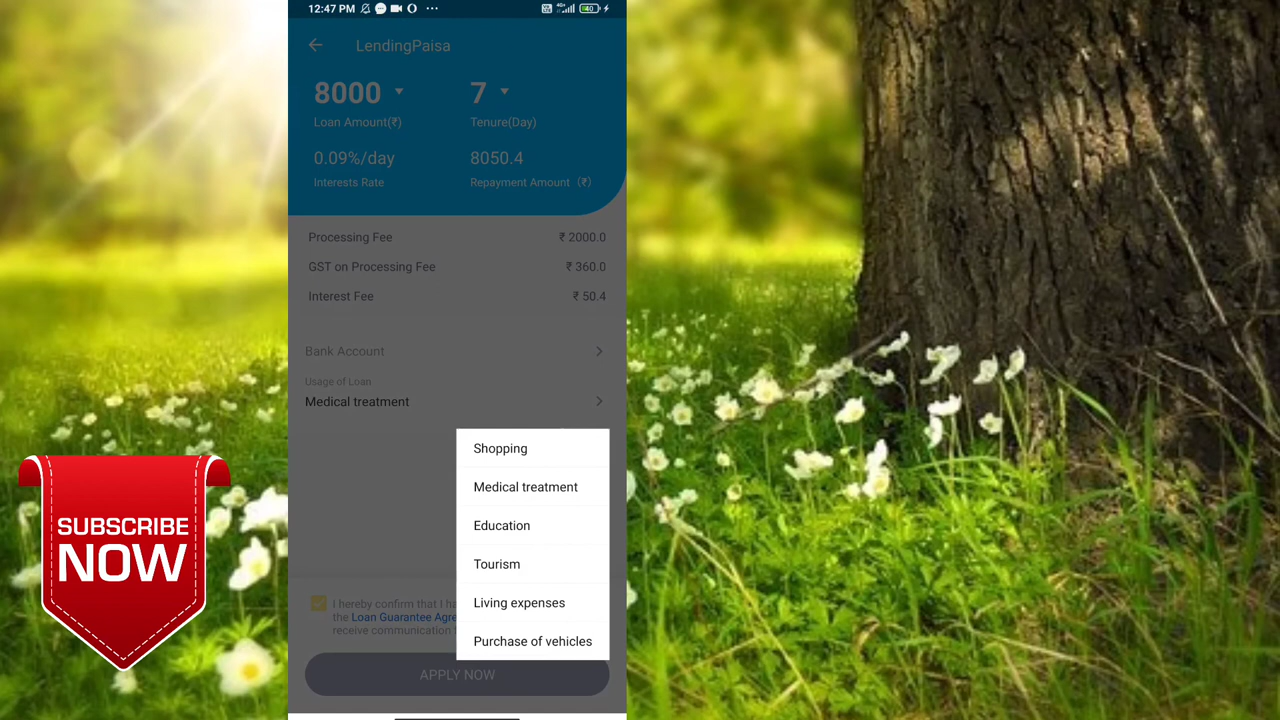 12:47 PM
40
LendingPaisa
8000
7
Loan Amount(₹)
Tenure(Day)
0.09%/day
8050.4
Interests Rate
Repayment Amount (₹)
Processing Fee
₹ 2000.0
GST on Processing Fee
₹ 360.0
Interest Fee
₹ 50.4
Bank Account
Usage of Loan
Medical treatment
Shopping
Medical treatment
Education
Tourism
Living expenses
Purchase of vehicles
I hereby confirm that I ha
the Loan Guarantee Agre
receive communication
APPLY NOW
SUBSCRIBE
NOW